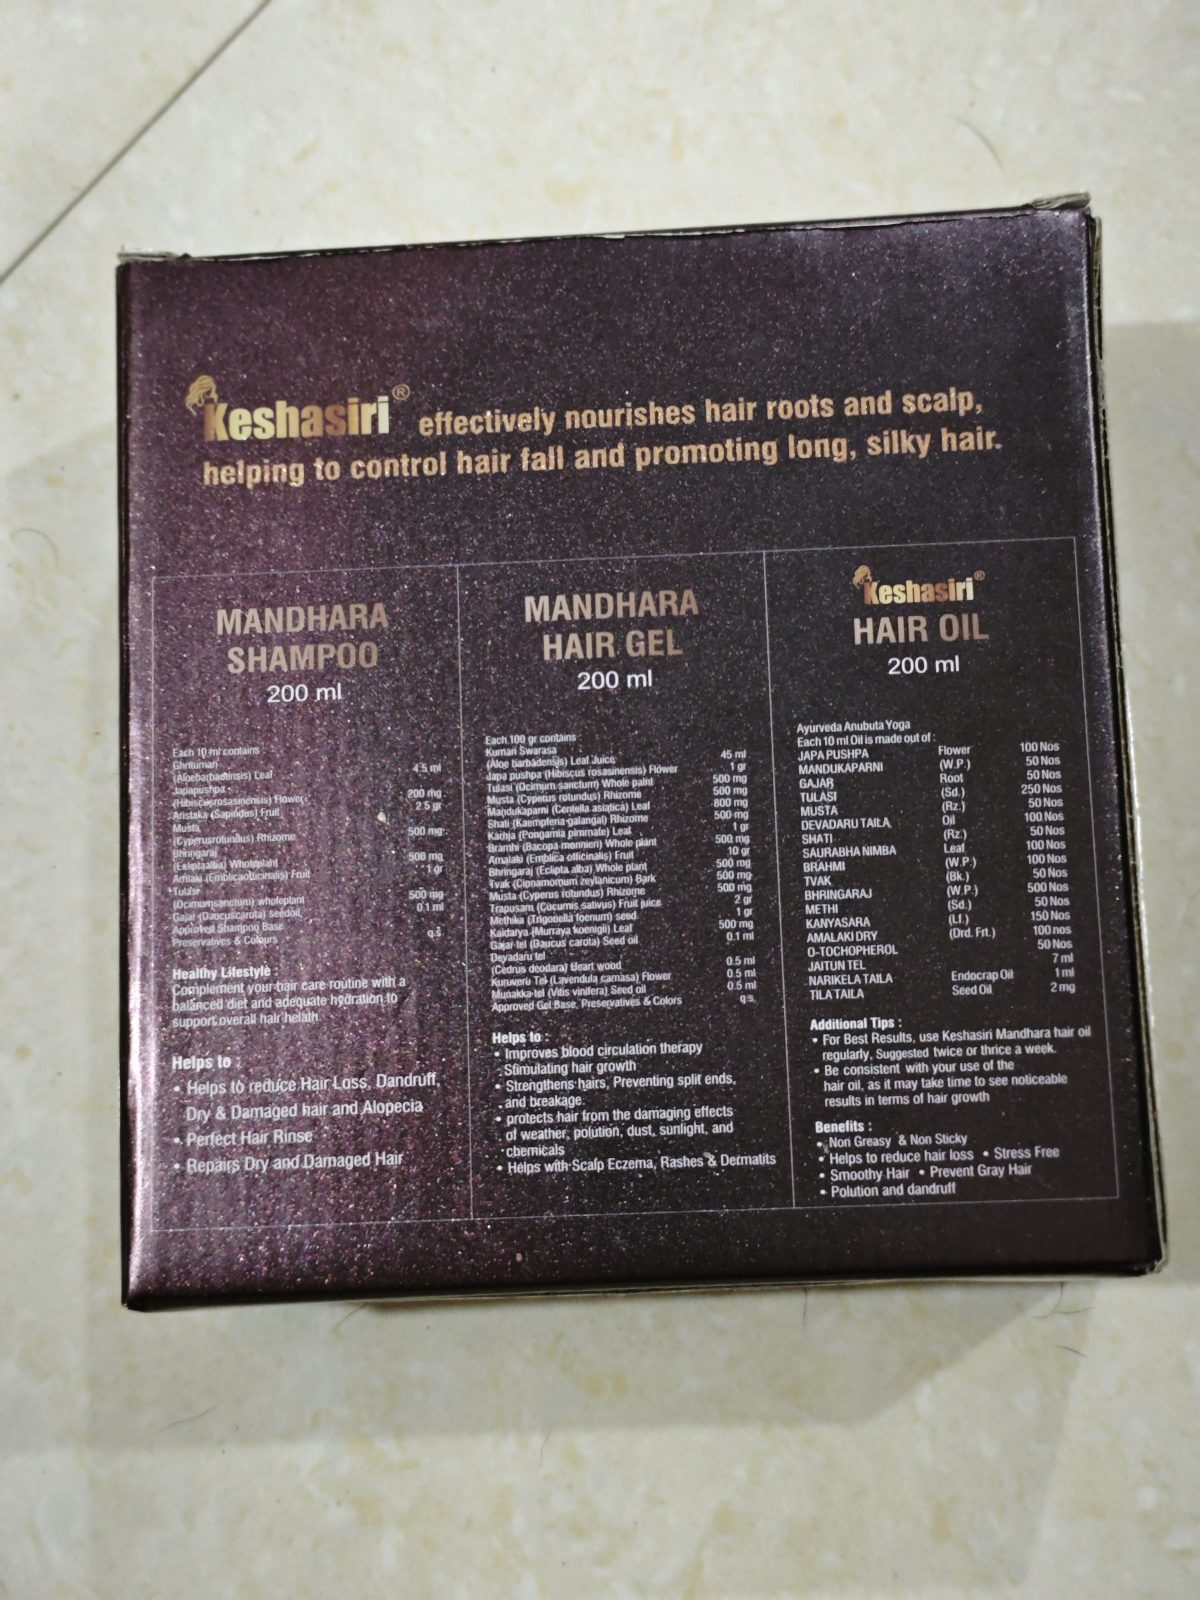 Keshasiri® effectively nourishes hair roots and scalp,
helping to control hair fall and promoting long, silky hair.
MANDHARA
SHAMPOO
200 ml
Each 10 ml contains
Ghritumari
(Aloebarbadensis) Leaf 4.5 ml
Japapushpa
(Hibiscusrosasinensis) Flower 200 mg
Aristaka (Sapindus) Fruit 2.5 gr
Musta
(Cyperusrotundus) Rhizome 500 mg
Bhringaraj
(Ecliptaalba) Wholeplant 500 mg
Amlaki (Emblicaofficinalis) Fruit 1 gr
Tulasi
(Ocimumsanctum) wholeplant 500 mg
Gajar (Daucuscarota) seedoil 0.1 ml
Approved Shampoo Base
Preservatives & Colours q.s
Healthy Lifestyle :
Complement your hair care routine with a
balanced diet and adequate hydration to
support overall hair helath
Helps to :
• Helps to reduce Hair Loss, Dandruff,
Dry & Damaged hair and Alopecia
• Perfect Hair Rinse
• Repairs Dry and Damaged Hair
MANDHARA
HAIR GEL
200 ml
Each 100 gr contains
Kumari Swarasa
(Aloe barbadensis) Leaf Juice 45 ml
Japa pushpa (Hibiscus rosasinensis) Flower 1 gr
Tulasi (Ocimum sanctum) Whole palnt 500 mg
Musta (Cyperus rotundus) Rhizome 500 mg
Mandukaparni (Centella asiatica) Leaf 800 mg
Shati (Kaempferia galangal) Rhizome 500 mg
Karhja (Pongamia pinnmate) Leaf 1 gr
Bramhi (Bacopa monnieri) Whole plant 500 mg
Amalaki (Emblica officinalis) Fruit 10 gr
Bhringaraj (Eclipta alba) Whole plant 500 mg
Tvak (Cionamomum zeylanicum) Bark 500 mg
Musta (Cyperus rotundus) Rhizome 500 mg
Trapusam (Cucumis sativus) Fruit juice 2 gr
Methika (Trigonella foenum) seed 1 gr
Kaidarya (Murraya koenigii) Leaf 500 mg
Gajar tel (Daucus carota) Seed oil 0.1 ml
Deyadaru tel
(Cedrus deodara) Heart wood 0.5 ml
Kuruveru Tel (Lavendula carnasa) Flower 0.5 ml
Munakka tel (Vitis vinifera) Seed oil 0.5 ml
Approved Gel Base, Preservatives & Colors q.s.
Helps to :
• Improves blood circulation therapy
Stimulating hair growth
• Strengthens hairs, Preventing split ends,
and breakage.
• protects hair from the damaging effects
of weather, polution, dust, sunlight, and
chemicals
• Helps with Scalp Eczema, Rashes & Dermatits
Keshasiri®
HAIR OIL
200 ml
Ayurveda Anubuta Yoga
Each 10 ml Oil is made out of :
JAPA PUSHPA Flower 100 Nos
MANDUKAPARNI (W.P.) 50 Nos
GAJAR Root 50 Nos
TULASI (Sd.) 250 Nos
MUSTA (Rz.) 50 Nos
DEVADARU TAILA Oil 100 Nos
SHATI (Rz.) 50 Nos
SAURABHA NIMBA Leaf 100 Nos
BRAHMI (W.P.) 100 Nos
TVAK (Bk.) 50 Nos
BHRINGARAJ (W.P.) 500 Nos
METHI (Sd.) 50 Nos
KANYASARA (Lf.) 150 Nos
AMALAKI DRY (Drd. Frt.) 100 nos
O-TOCHOPHEROL 50 Nos
JAITUN TEL 7 ml
NARIKELA TAILA Endocrap Oil 1 ml
TILA TAILA Seed Oil 2 mg
Additional Tips :
• For Best Results, use Keshasiri Mandhara hair oil
regularly, Suggested twice or thrice a week.
• Be consistent with your use of the
hair oil, as it may take time to see noticeable
results in terms of hair growth
Benefits :
• Non Greasy & Non Sticky
• Helps to reduce hair loss • Stress Free
• Smoothy Hair • Prevent Gray Hair
• Polution and dandruff